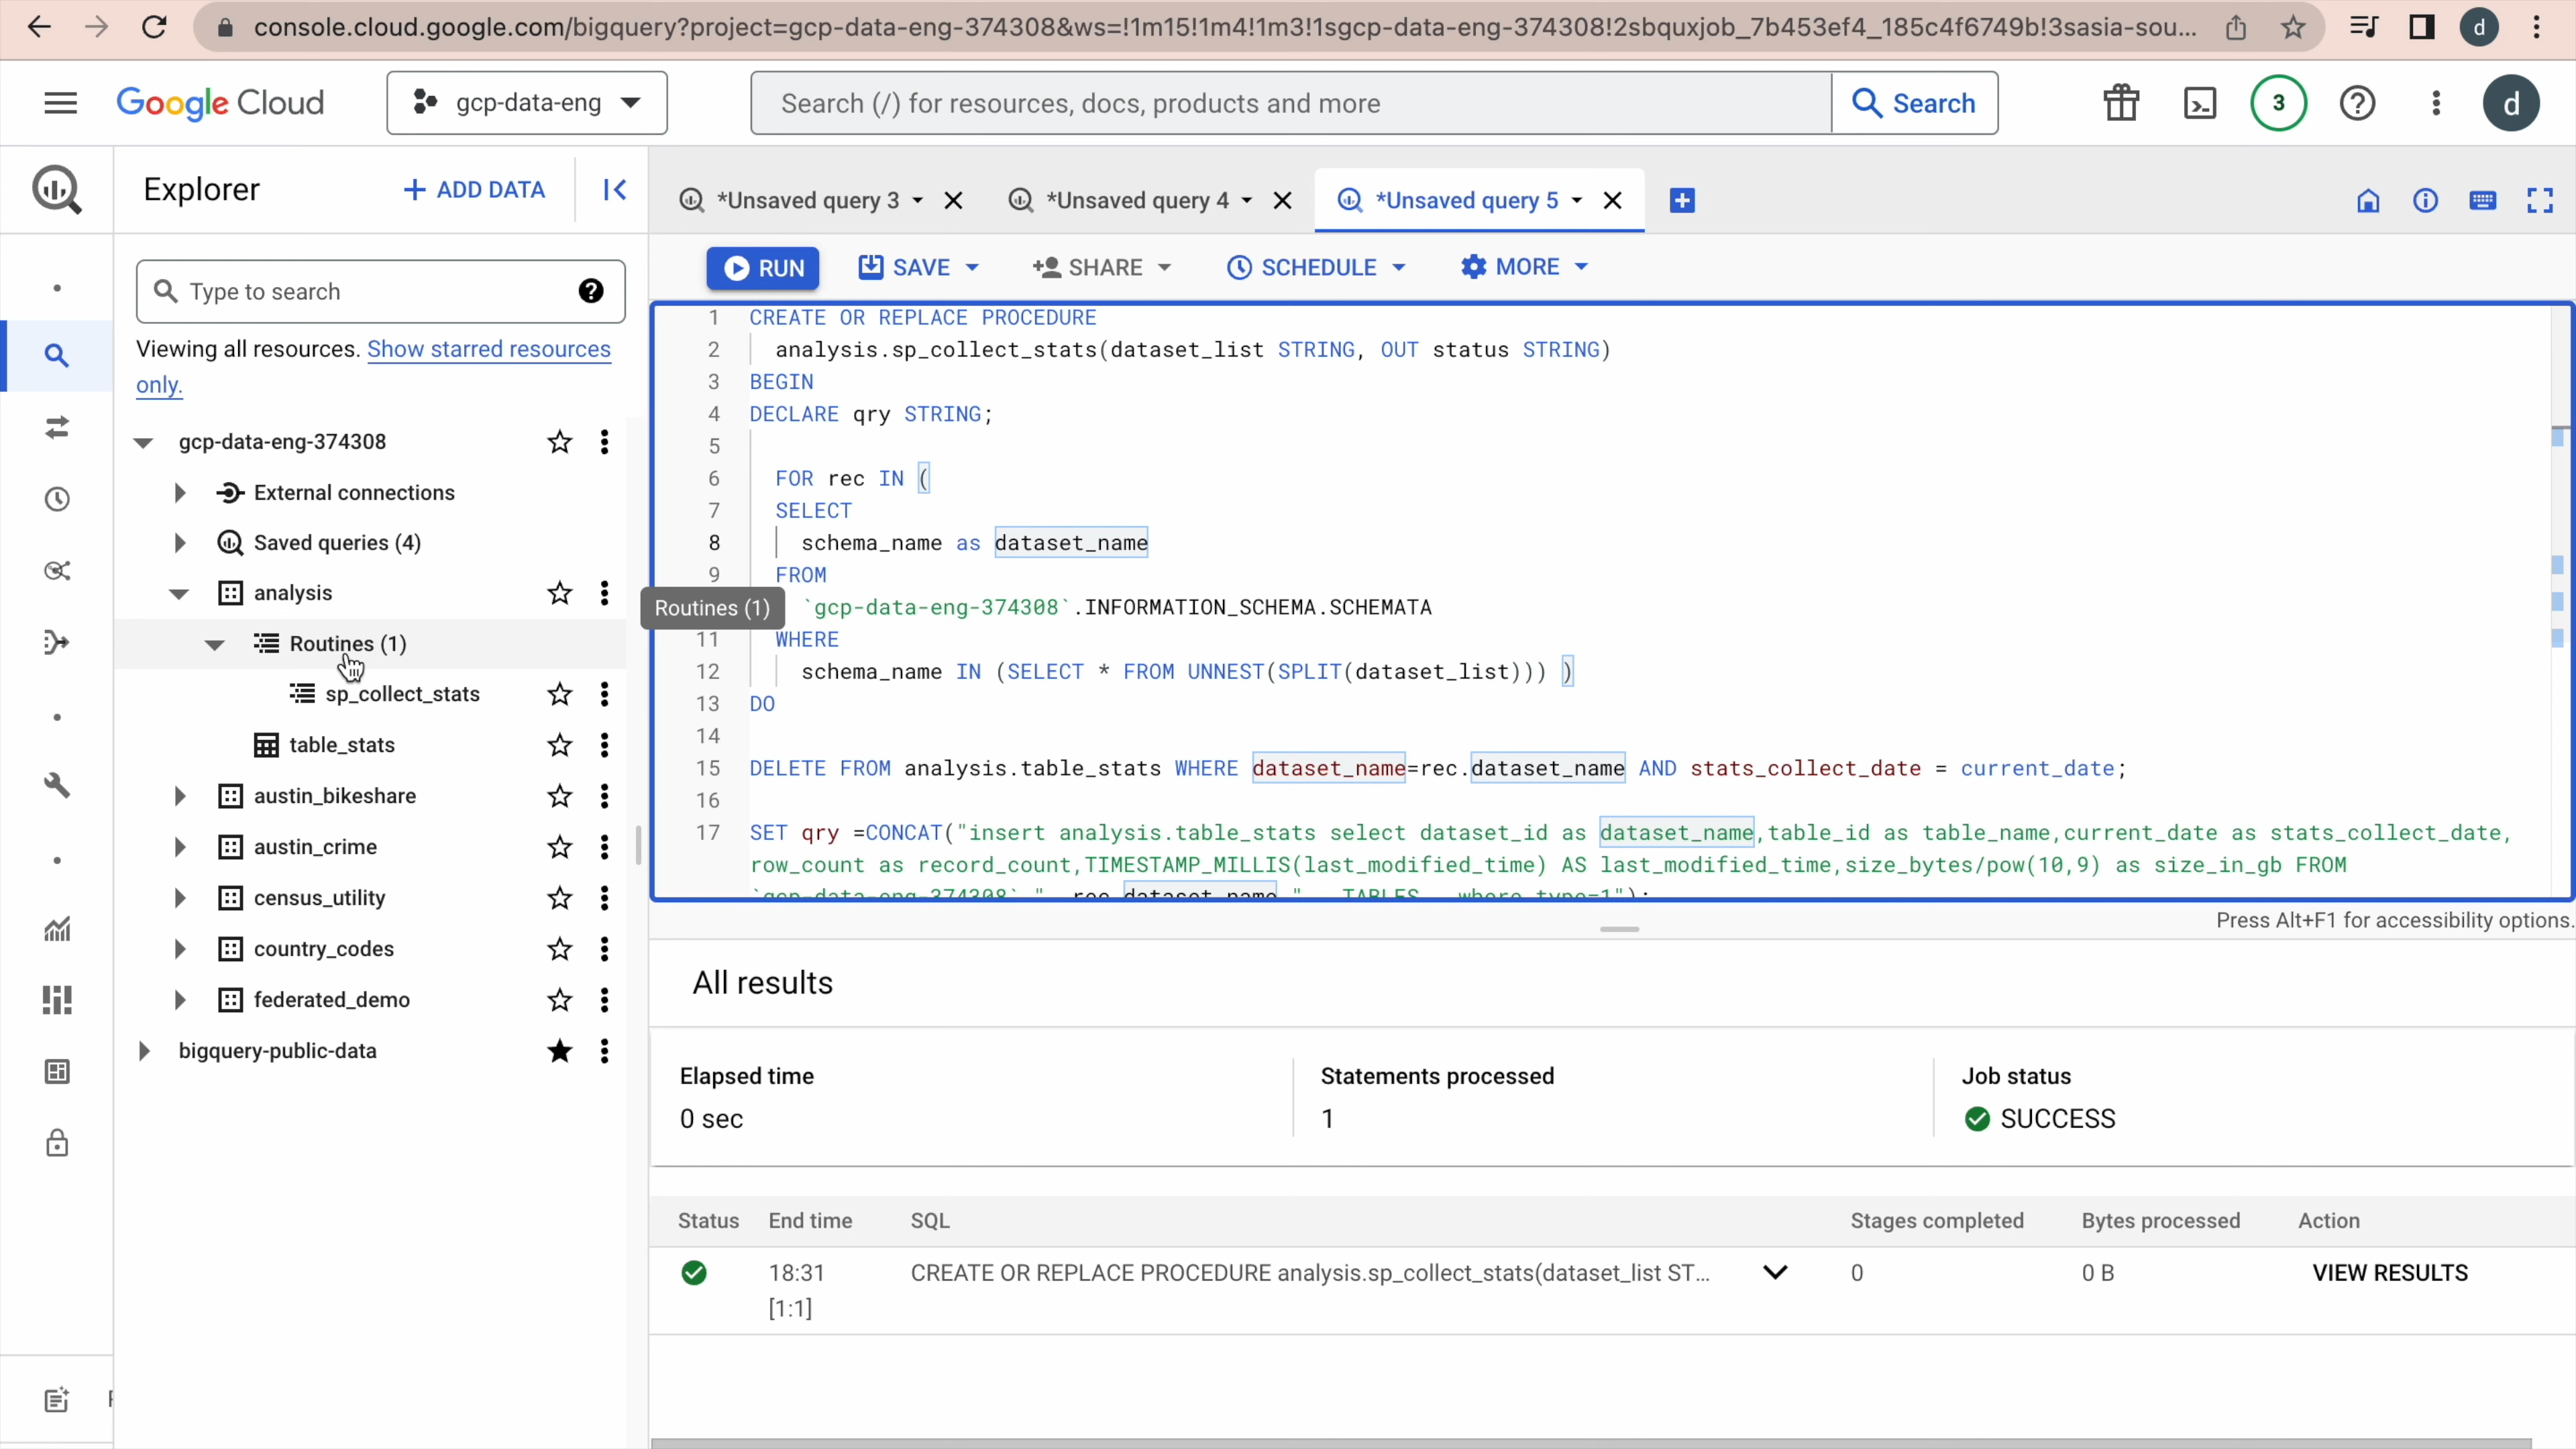 console.cloud.google.com/bigquery?project=gcp-data-eng-374308&ws=!1m15!1m4!1m3!1sgcp-data-eng-374308!2sbquxjob_7b453ef4_185c4f6749b!3sasia-sou...
d
Google Cloud
gcp-data-eng
Search (/) for resources, docs, products and more
Search
3
d
Explorer
+ ADD DATA
*Unsaved query 3
*Unsaved query 4
*Unsaved query 5
RUN
SAVE
SHARE
SCHEDULE
MORE
Type to search
Viewing all resources. Show starred resources
only.
gcp-data-eng-374308
External connections
Saved queries (4)
analysis
Routines (1)
sp_collect_stats
table_stats
austin_bikeshare
austin_crime
census_utility
country_codes
federated_demo
bigquery-public-data
Routines (1)
1 CREATE OR REPLACE PROCEDURE
2 analysis.sp_collect_stats(dataset_list STRING, OUT status STRING)
3 BEGIN
4 DECLARE qry STRING;
5
6 FOR rec IN (
7 SELECT
8 schema_name as dataset_name
9 FROM
`gcp-data-eng-374308`.INFORMATION_SCHEMA.SCHEMATA
11 WHERE
12 schema_name IN (SELECT * FROM UNNEST(SPLIT(dataset_list))) )
13 DO
14
15 DELETE FROM analysis.table_stats WHERE dataset_name=rec.dataset_name AND stats_collect_date = current_date;
16
17 SET qry =CONCAT("insert analysis.table_stats select dataset_id as dataset_name,table_id as table_name,current_date as stats_collect_date,
row_count as record_count,TIMESTAMP_MILLIS(last_modified_time) AS last_modified_time,size_bytes/pow(10,9) as size_in_gb FROM
Press Alt+F1 for accessibility options.
All results
Elapsed time
0 sec
Statements processed
1
Job status
SUCCESS
Status End time SQL Stages completed Bytes processed Action
18:31 CREATE OR REPLACE PROCEDURE analysis.sp_collect_stats(dataset_list ST... 0 0 B VIEW RESULTS
[1:1]